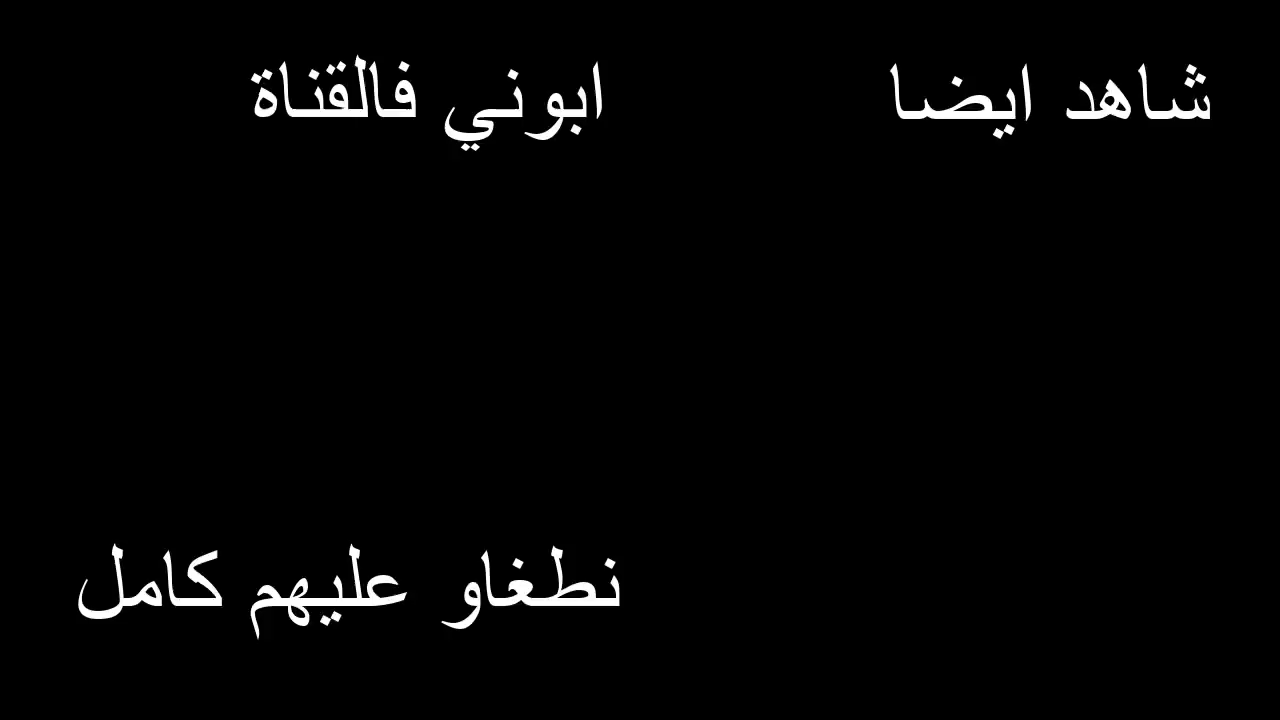 شاهد ايضا
ابوني فالقناة
نطغاو عليهم كامل